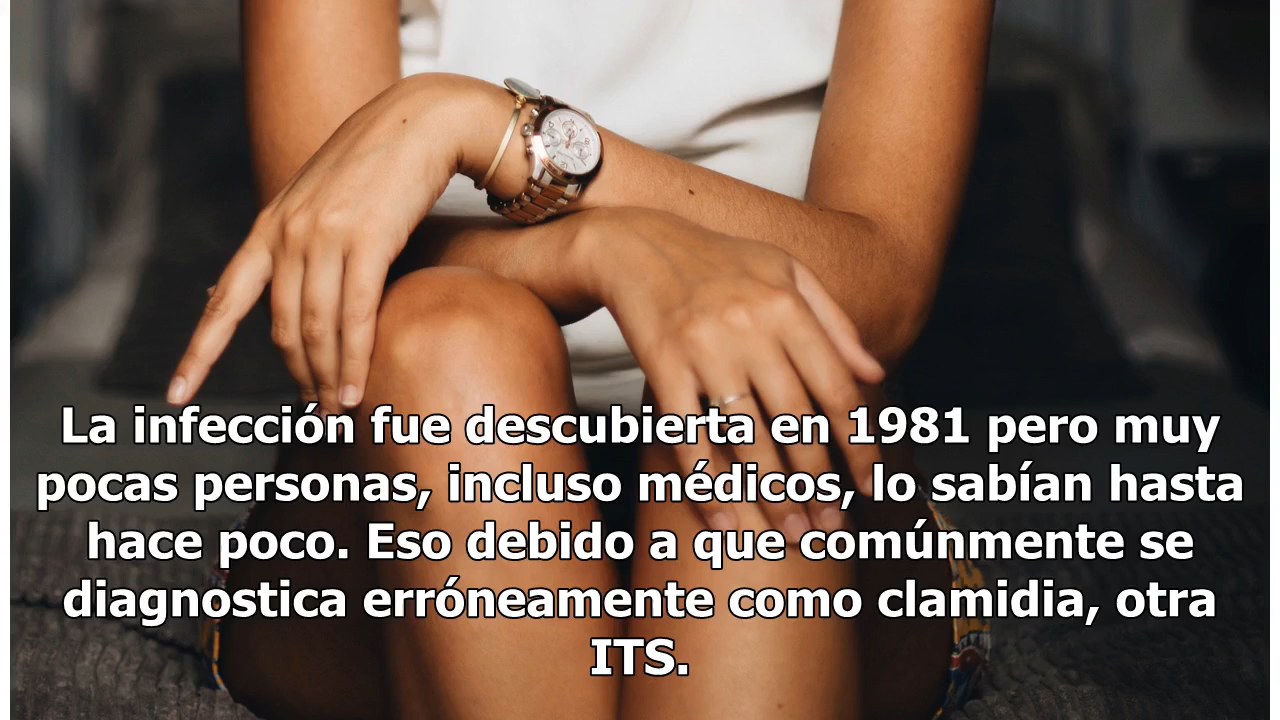 La infección fue descubierta en 1981 pero muy
pocas personas, incluso médicos, lo sabían hasta
hace poco. Eso debido a que comúnmente se
diagnostica erróneamente como clamidia, otra
ITS.